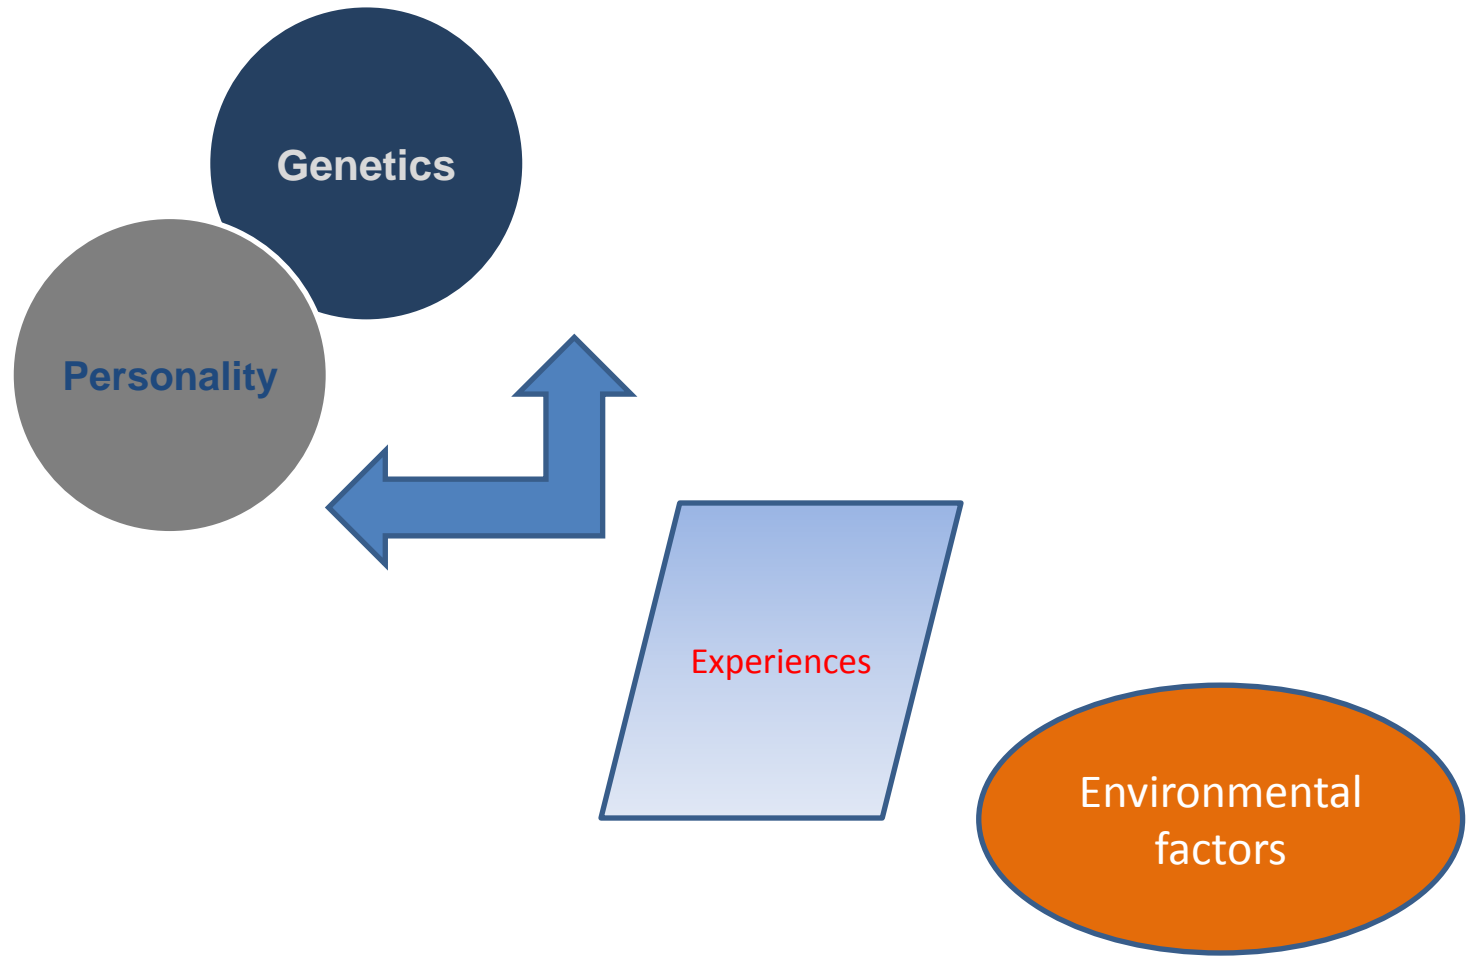 Genetics
Personality
Experiences
Environmental
factors